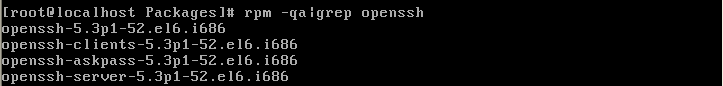 [root@localhost Packages]# rpm -qa|grep openssh
openssh-5.3p1-52.el6.i686
openssh-clients-5.3p1-52.el6.i686
openssh-askpass-5.3p1-52.el6.i686
openssh-server-5.3p1-52.el6.i686